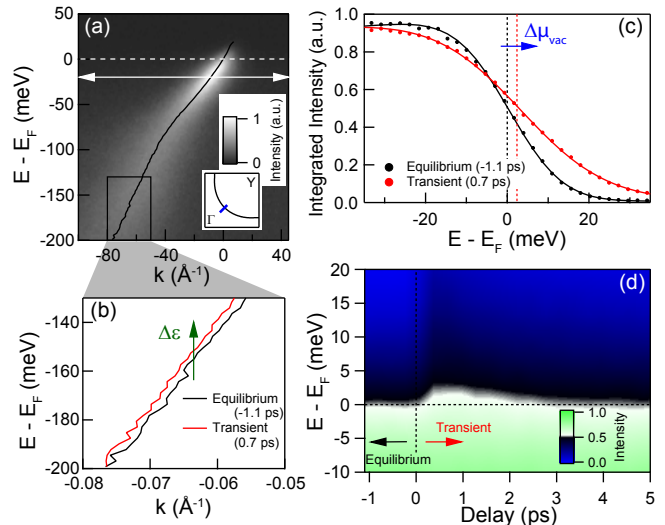 (a)
E - E_F (meV)
0
-50
-100
-150
-200
1
0
Intensity (a.u.)
Y
Γ
-80
-40
0
40
k (Å⁻¹)
(b)
E - E_F (meV)
-140
-160
-180
-200
Δε
Equilibrium
(-1.1 ps)
Transient
(0.7 ps)
-0.08
-0.07
-0.06
-0.05
k (Å⁻¹)
(c)
Δμ_vac
Integrated Intensity (a.u.)
1.0
0.8
0.6
0.4
0.2
0.0
Equilibrium (-1.1 ps)
Transient (0.7 ps)
-20
0
20
E - E_F (meV)
(d)
E - E_F (meV)
20
15
10
5
0
-5
-10
Transient
Equilibrium
1.0
0.5
0.0
Intensity
-1
0
1
2
3
4
5
Delay (ps)